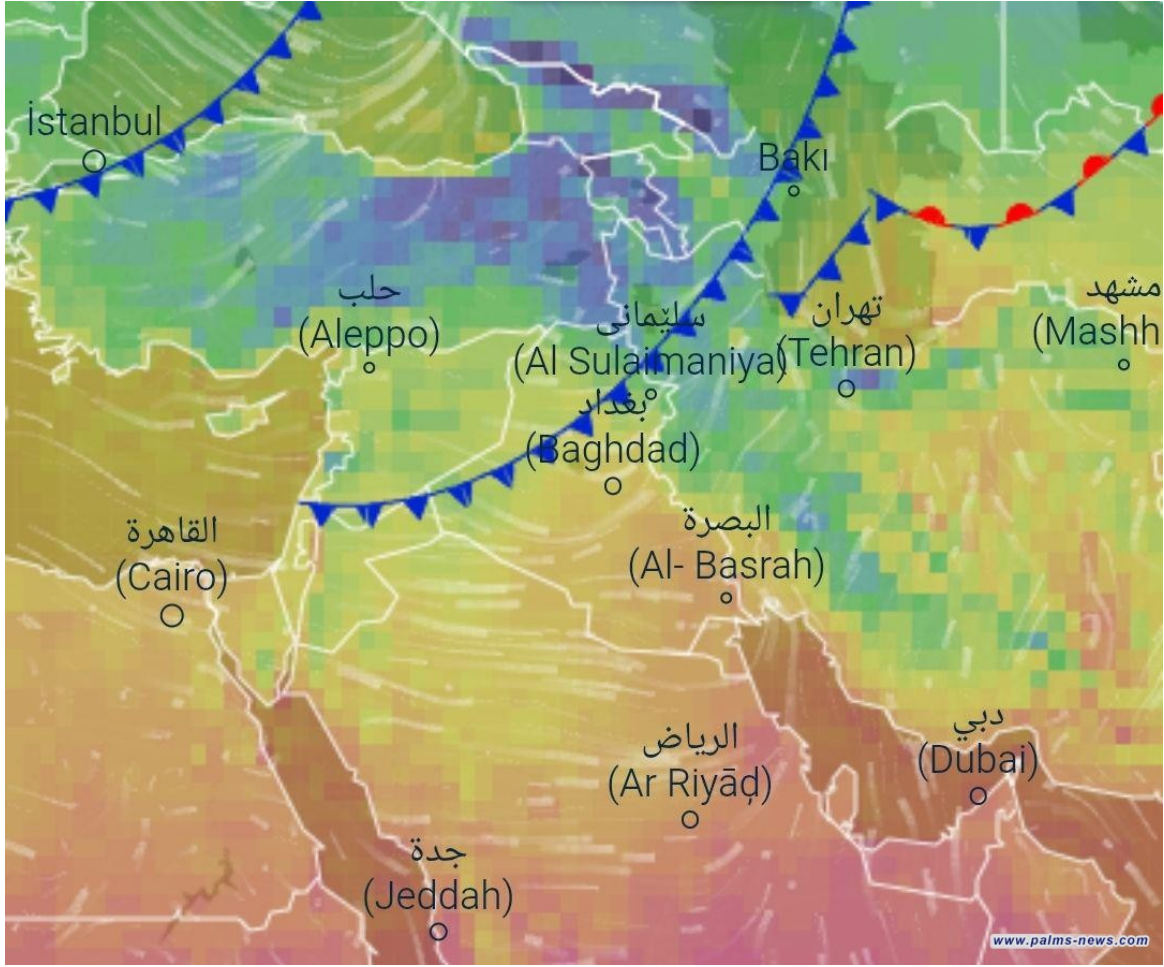 İstanbul
Bakı
حلب
(Aleppo)
سلێمانی
(Al Sulaimaniya)
تهران
(Tehran)
مشهد
(Mashh
بغداد
(Baghdad)
القاهرة
(Cairo)
البصرة
(Al- Basrah)
الرياض
(Ar Riyāḑ)
دبي
(Dubai)
جدة
(Jeddah)
www.palms-news.com